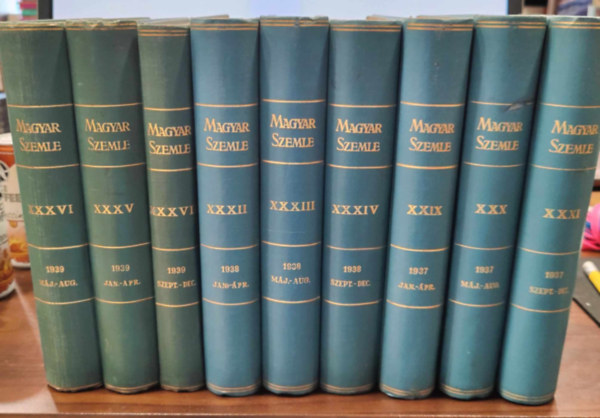 MAGYAR
SZEMLE
XXXVI
1939
MÁJ.-AUG.
MAGYAR
SZEMLE
XXXV
1939
JAN.-ÁPR.
MAGYAR
SZEMLE
XXXVI
1939
SZEPT.-DEC.
MAGYAR
SZEMLE
XXXII
1938
JAN.-ÁPR.
MAGYAR
SZEMLE
XXXIII
1938
MÁJ.-AUG.
MAGYAR
SZEMLE
XXXIV
1938
SZEPT.-DEC.
MAGYAR
SZEMLE
XXIX
1937
JAN.-ÁPR.
MAGYAR
SZEMLE
XXX
1937
MÁJ.-AUG.
MAGYAR
SZEMLE
XXXI
1937
SZEPT.-DEC.